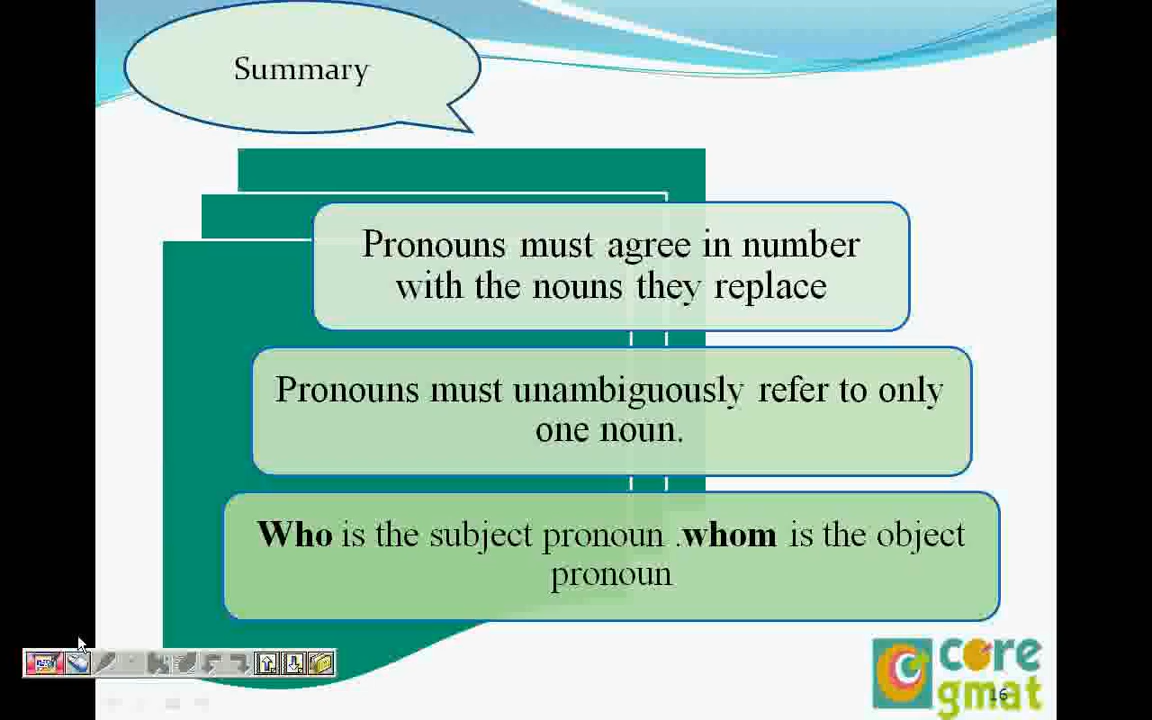 Summary
Pronouns must agree in number
with the nouns they replace
Pronouns must unambiguously refer to only
one noun.
Who is the subject pronoun .whom is the object
pronoun
core
gmat
16